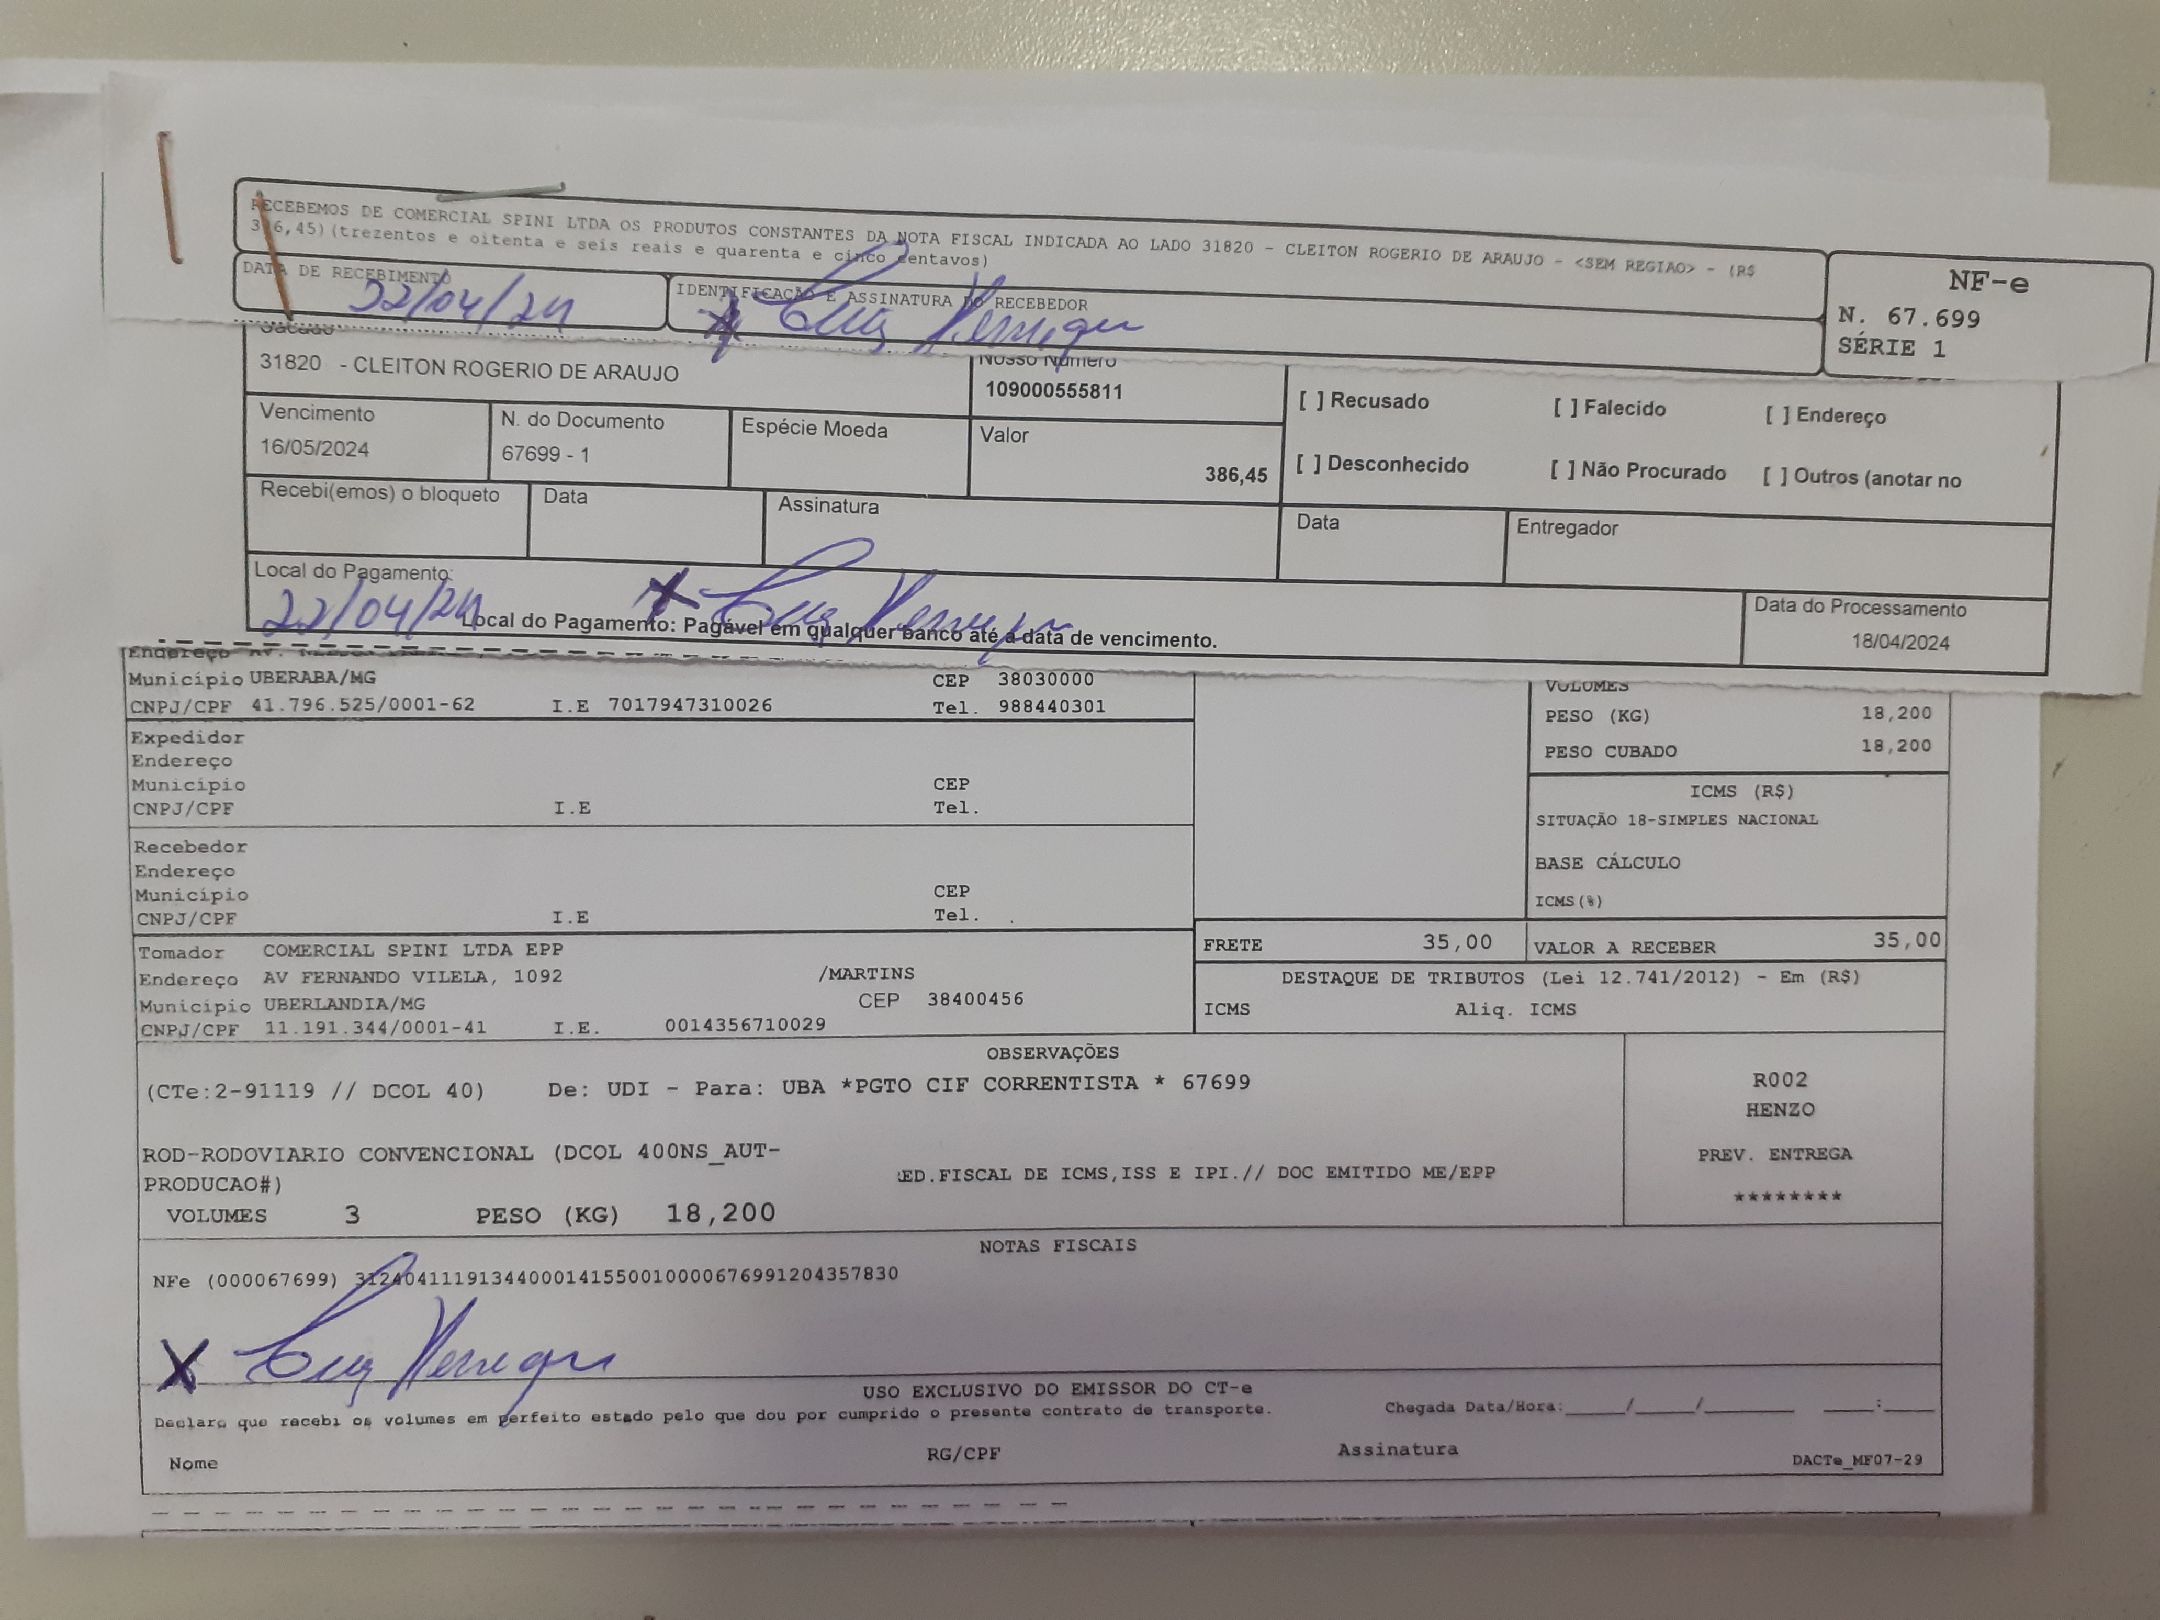 RECEBEMOS DE COMERCIAL SPINI LTDA OS PRODUTOS CONSTANTES DA NOTA FISCAL INDICADA AO LADO 31820 - CLEITON ROGERIO DE ARAUJO - <SEM REGIAO> - (R$
386,45)(trezentos e oitenta e seis reais e quarenta e cinco centavos)
DATA DE RECEBIMENTO
22/04/24
IDENTIFICAÇÃO E ASSINATURA DO RECEBEDOR
NF-e
N. 67.699
SÉRIE 1
Sacado
31820 - CLEITON ROGERIO DE ARAUJO
Nosso Número
109000555811
Vencimento
16/05/2024
N. do Documento
67699 - 1
Espécie Moeda
Valor
386,45
[ ] Recusado [ ] Falecido [ ] Endereço
[ ] Desconhecido [ ] Não Procurado [ ] Outros (anotar no
Recebi(emos) o bloqueto
Data
Assinatura
Data
Entregador
Local do Pagamento:
22/04/24
Local do Pagamento: Pagável em qualquer banco até a data de vencimento.
Data do Processamento
18/04/2024
Endereço AV.
Município UBERABA/MG CEP 38030000
CNPJ/CPF 41.796.525/0001-62 I.E 7017947310026 Tel. 988440301
Expedidor
Endereço
Município CEP
CNPJ/CPF I.E Tel.
Recebedor
Endereço
Município CEP
CNPJ/CPF I.E Tel.
Tomador COMERCIAL SPINI LTDA EPP
Endereço AV FERNANDO VILELA, 1092 /MARTINS
Município UBERLANDIA/MG CEP 38400456
CNPJ/CPF 11.191.344/0001-41 I.E. 0014356710029
VOLUMES
PESO (KG) 18,200
PESO CUBADO 18,200
ICMS (R$)
SITUAÇÃO 18-SIMPLES NACIONAL
BASE CÁLCULO
ICMS(%)
FRETE 35,00 VALOR A RECEBER 35,00
DESTAQUE DE TRIBUTOS (Lei 12.741/2012) - Em (R$)
ICMS Aliq. ICMS
OBSERVAÇÕES
(CTe:2-91119 // DCOL 40) De: UDI - Para: UBA *PGTO CIF CORRENTISTA * 67699
ROD-RODOVIARIO CONVENCIONAL (DCOL 400NS_AUT-
PRODUCAO#)
ED.FISCAL DE ICMS,ISS E IPI.// DOC EMITIDO ME/EPP
VOLUMES 3 PESO (KG) 18,200
R002
HENZO
PREV. ENTREGA
********
NOTAS FISCAIS
NFe (000067699) 31240411191344000141550010000676991204357830
X
USO EXCLUSIVO DO EMISSOR DO CT-e
Declaro que recebi os volumes em perfeito estado pelo que dou por cumprido o presente contrato de transporte.
Chegada Data/Hora:_____/_____/_______ ____:____
Nome RG/CPF Assinatura
DACTe_MF07-29